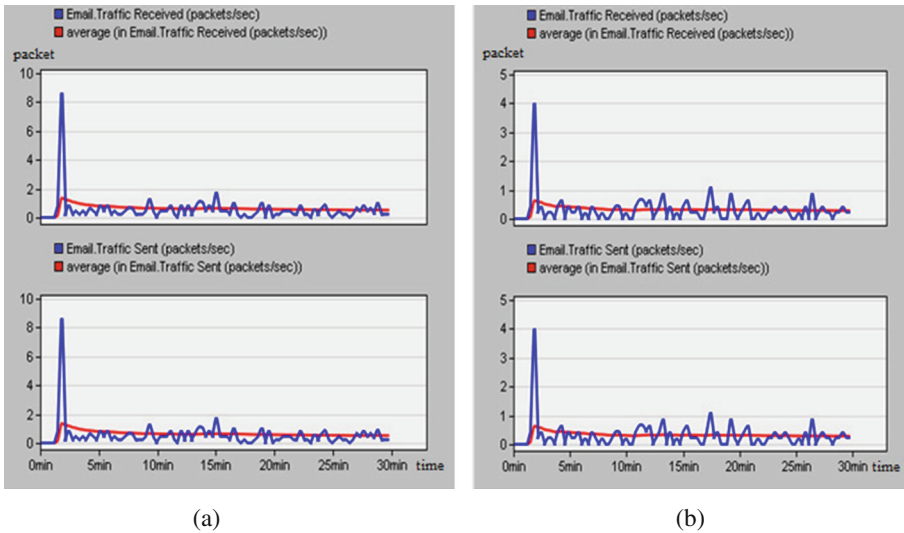 Email.Traffic Received (packets/sec)
average (in Email.Traffic Received (packets/sec))
packet
10
8
6
4
2
0
Email.Traffic Sent (packets/sec)
average (in Email.Traffic Sent (packets/sec))
10
8
6
4
2
0
0min 5min 10min 15min 20min 25min 30min time
(a)
Email.Traffic Received (packets/sec)
average (in Email.Traffic Received (packets/sec))
packet
5
4
3
2
1
0
Email.Traffic Sent (packets/sec)
average (in Email.Traffic Sent (packets/sec))
5
4
3
2
1
0
0min 5min 10min 15min 20min 25min 30min time
(b)